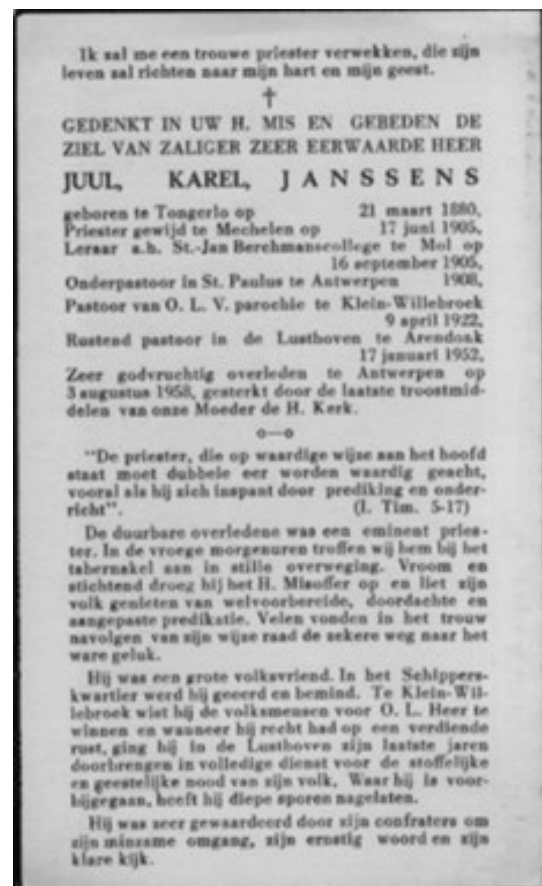 Ik zal me een trouwe priester verwekken, die zijn
leven zal richten naar mijn hart en mijn geest.
†
GEDENKT IN UW H. MIS EN GEBEDEN DE
ZIEL VAN ZALIGER ZEER EERWAARDE HEER
JUUL, KAREL, JANSSENS
geboren te Tongerlo op 21 maart 1880,
Priester gewijd te Mechelen op 17 juni 1905,
Leraar a.h. St.-Jan Berchmanscollege te Mol op
16 september 1905,
Onderpastoor in St. Paulus te Antwerpen 1908,
Pastoor van O. L. V. parochie te Klein-Willebroek
9 april 1922,
Rustend pastoor in de Lusthoven te Arendonk
17 januari 1952,
Zeer godvruchtig overleden te Antwerpen op
3 augustus 1958, gesterkt door de laatste troostmid-
delen van onze Moeder de H. Kerk.
"De priester, die op waardige wijze aan het hoofd
staat moet dubbele eer worden waardig geacht,
vooral als hij zich inspant door prediking en onder-
richt". (I. Tim. 5-17)
De duurbare overledene was een eminent pries-
ter. In de vroege morgenuren troffen wij hem bij het
tabernakel aan in stille overweging. Vroom en
stichtend droeg hij het H. Misoffer op en liet zijn
volk genieten van welvoorbereide, doordachte en
aangepaste predikatie. Velen vonden in het trouw
navolgen van zijn wijze raad de zekere weg naar het
ware geluk.
Hij was een grote volksvriend. In het Schippers-
kwartier werd hij geeerd en bemind. Te Klein-Wil-
lebroek wist hij de volksmensen voor O. L. Heer te
winnen en wanneer hij recht had op een verdiende
rust, ging hij in de Lusthoven zijn laatste jaren
doorbrengen in volledige dienst voor de stoffelijke
en geestelijke nood van zijn volk. Waar hij is voor-
bijgegaan, heeft hij diepe sporen nagelaten.
Hij was zeer gewaardeerd door zijn confraters om
zijn minzame omgang, zijn ernstig woord en zijn
klare kijk.